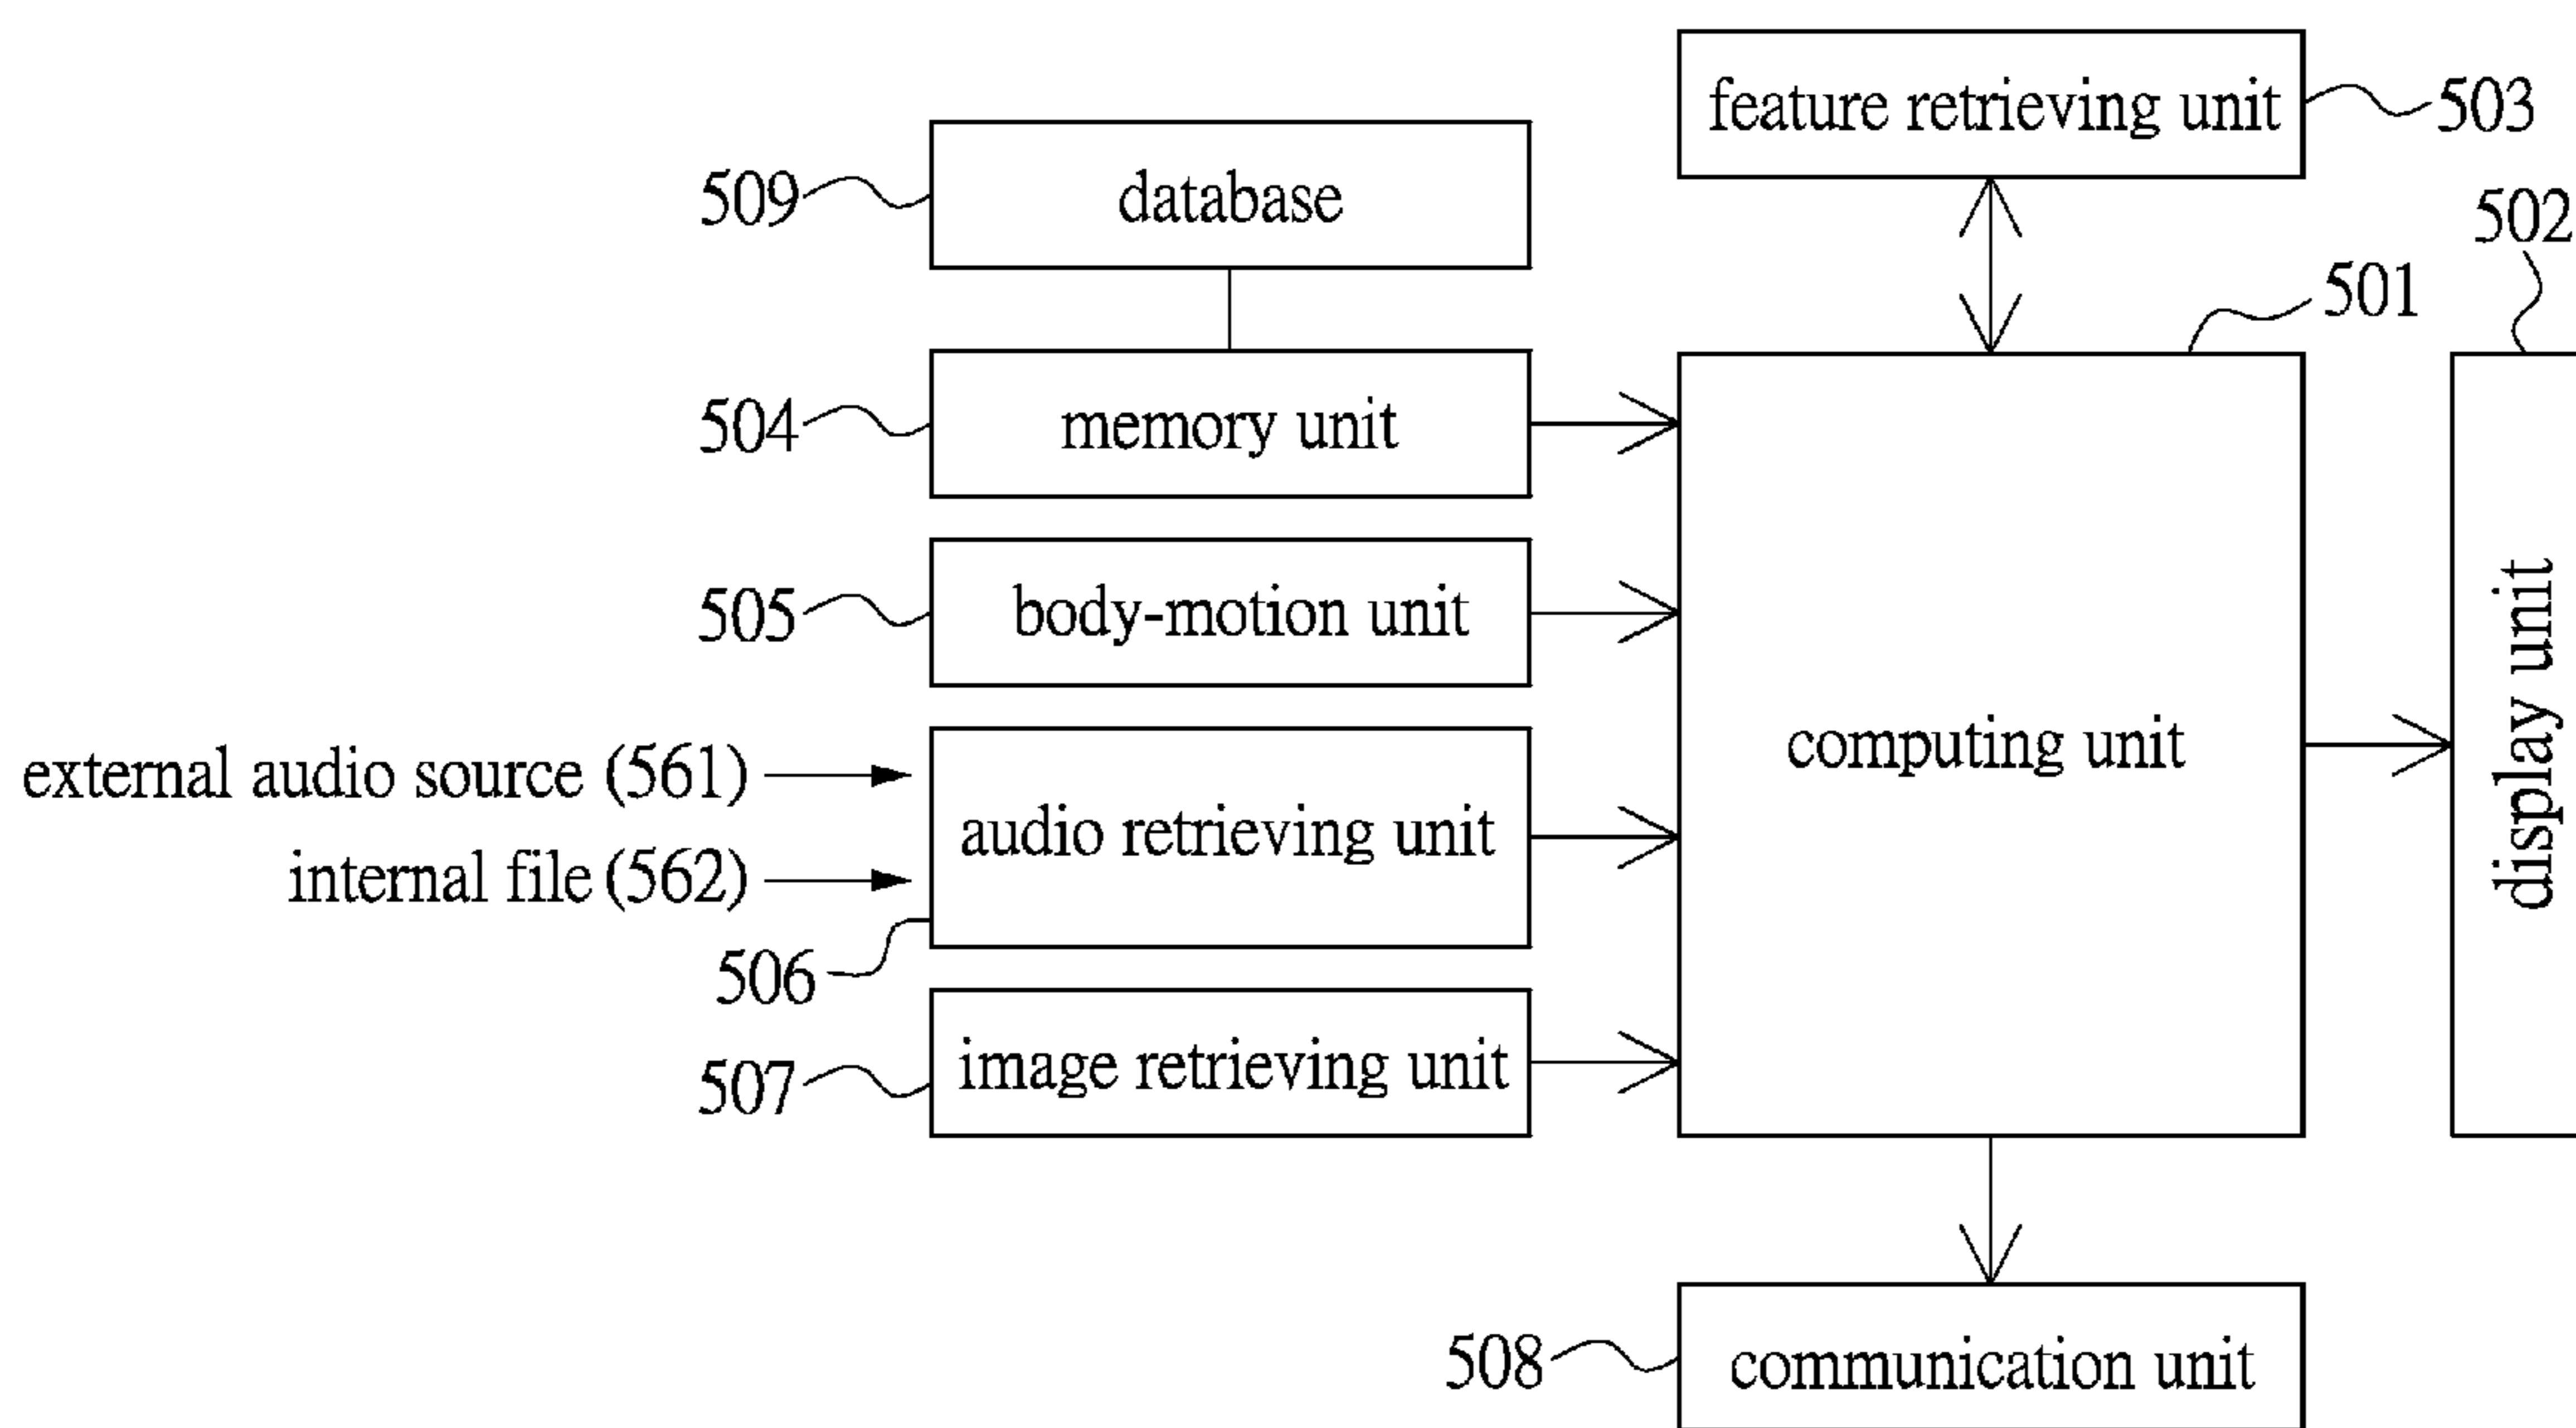 feature retrieving unit
503
509
database
502
501
504
memory unit
505
body-motion unit
external audio source (561)
internal file (562)
audio retrieving unit
506
computing unit
display unit
507
image retrieving unit
508
communication unit